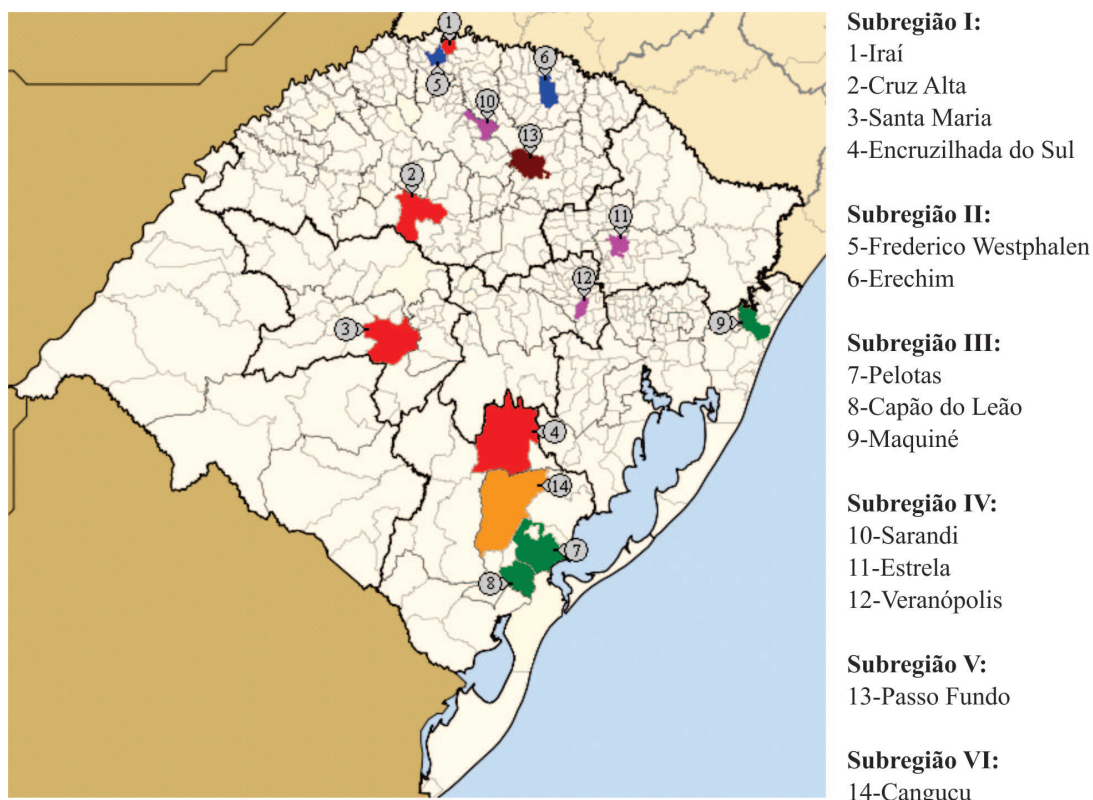 1
6
5
10
13
2
11
12
9
3
4
14
7
8
Subregião I:
1-Iraí
2-Cruz Alta
3-Santa Maria
4-Encruzilhada do Sul
Subregião II:
5-Frederico Westphalen
6-Erechim
Subregião III:
7-Pelotas
8-Capão do Leão
9-Maquiné
Subregião IV:
10-Sarandi
11-Estrela
12-Veranópolis
Subregião V:
13-Passo Fundo
Subregião VI:
14-Canguçu